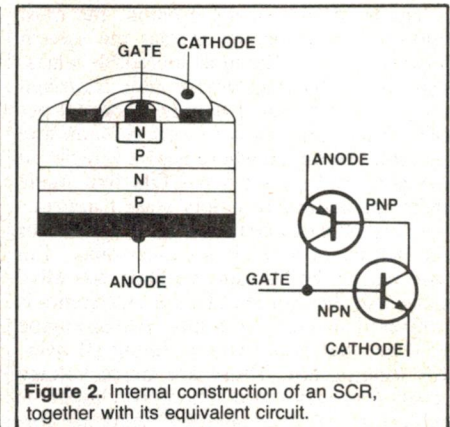 GATE CATHODE
N
P
N
P
ANODE
ANODE
PNP
GATE
NPN
CATHODE
Figure 2. Internal construction of an SCR,
together with its equivalent circuit.